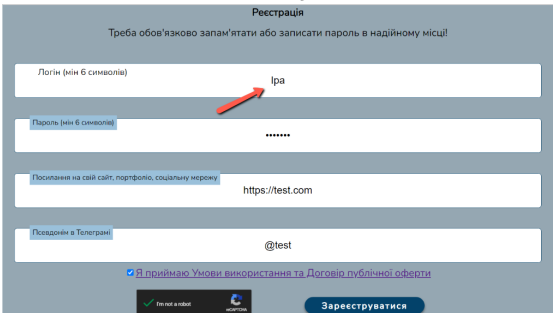 Реєстрація
Треба обов'язково запам'ятати або записати пароль в надійному місці!
Логін (мін 6 символів)
Ipa
Пароль (мін 6 символів)
•••••••
Посилання на свій сайт, портфоліо, соціальну мережу
https://test.com
Псевдонім в Телеграмі
@test
Я приймаю Умови використання та Договір публічної оферти
I'm not a robot
reCAPTCHA
Зареєструватися